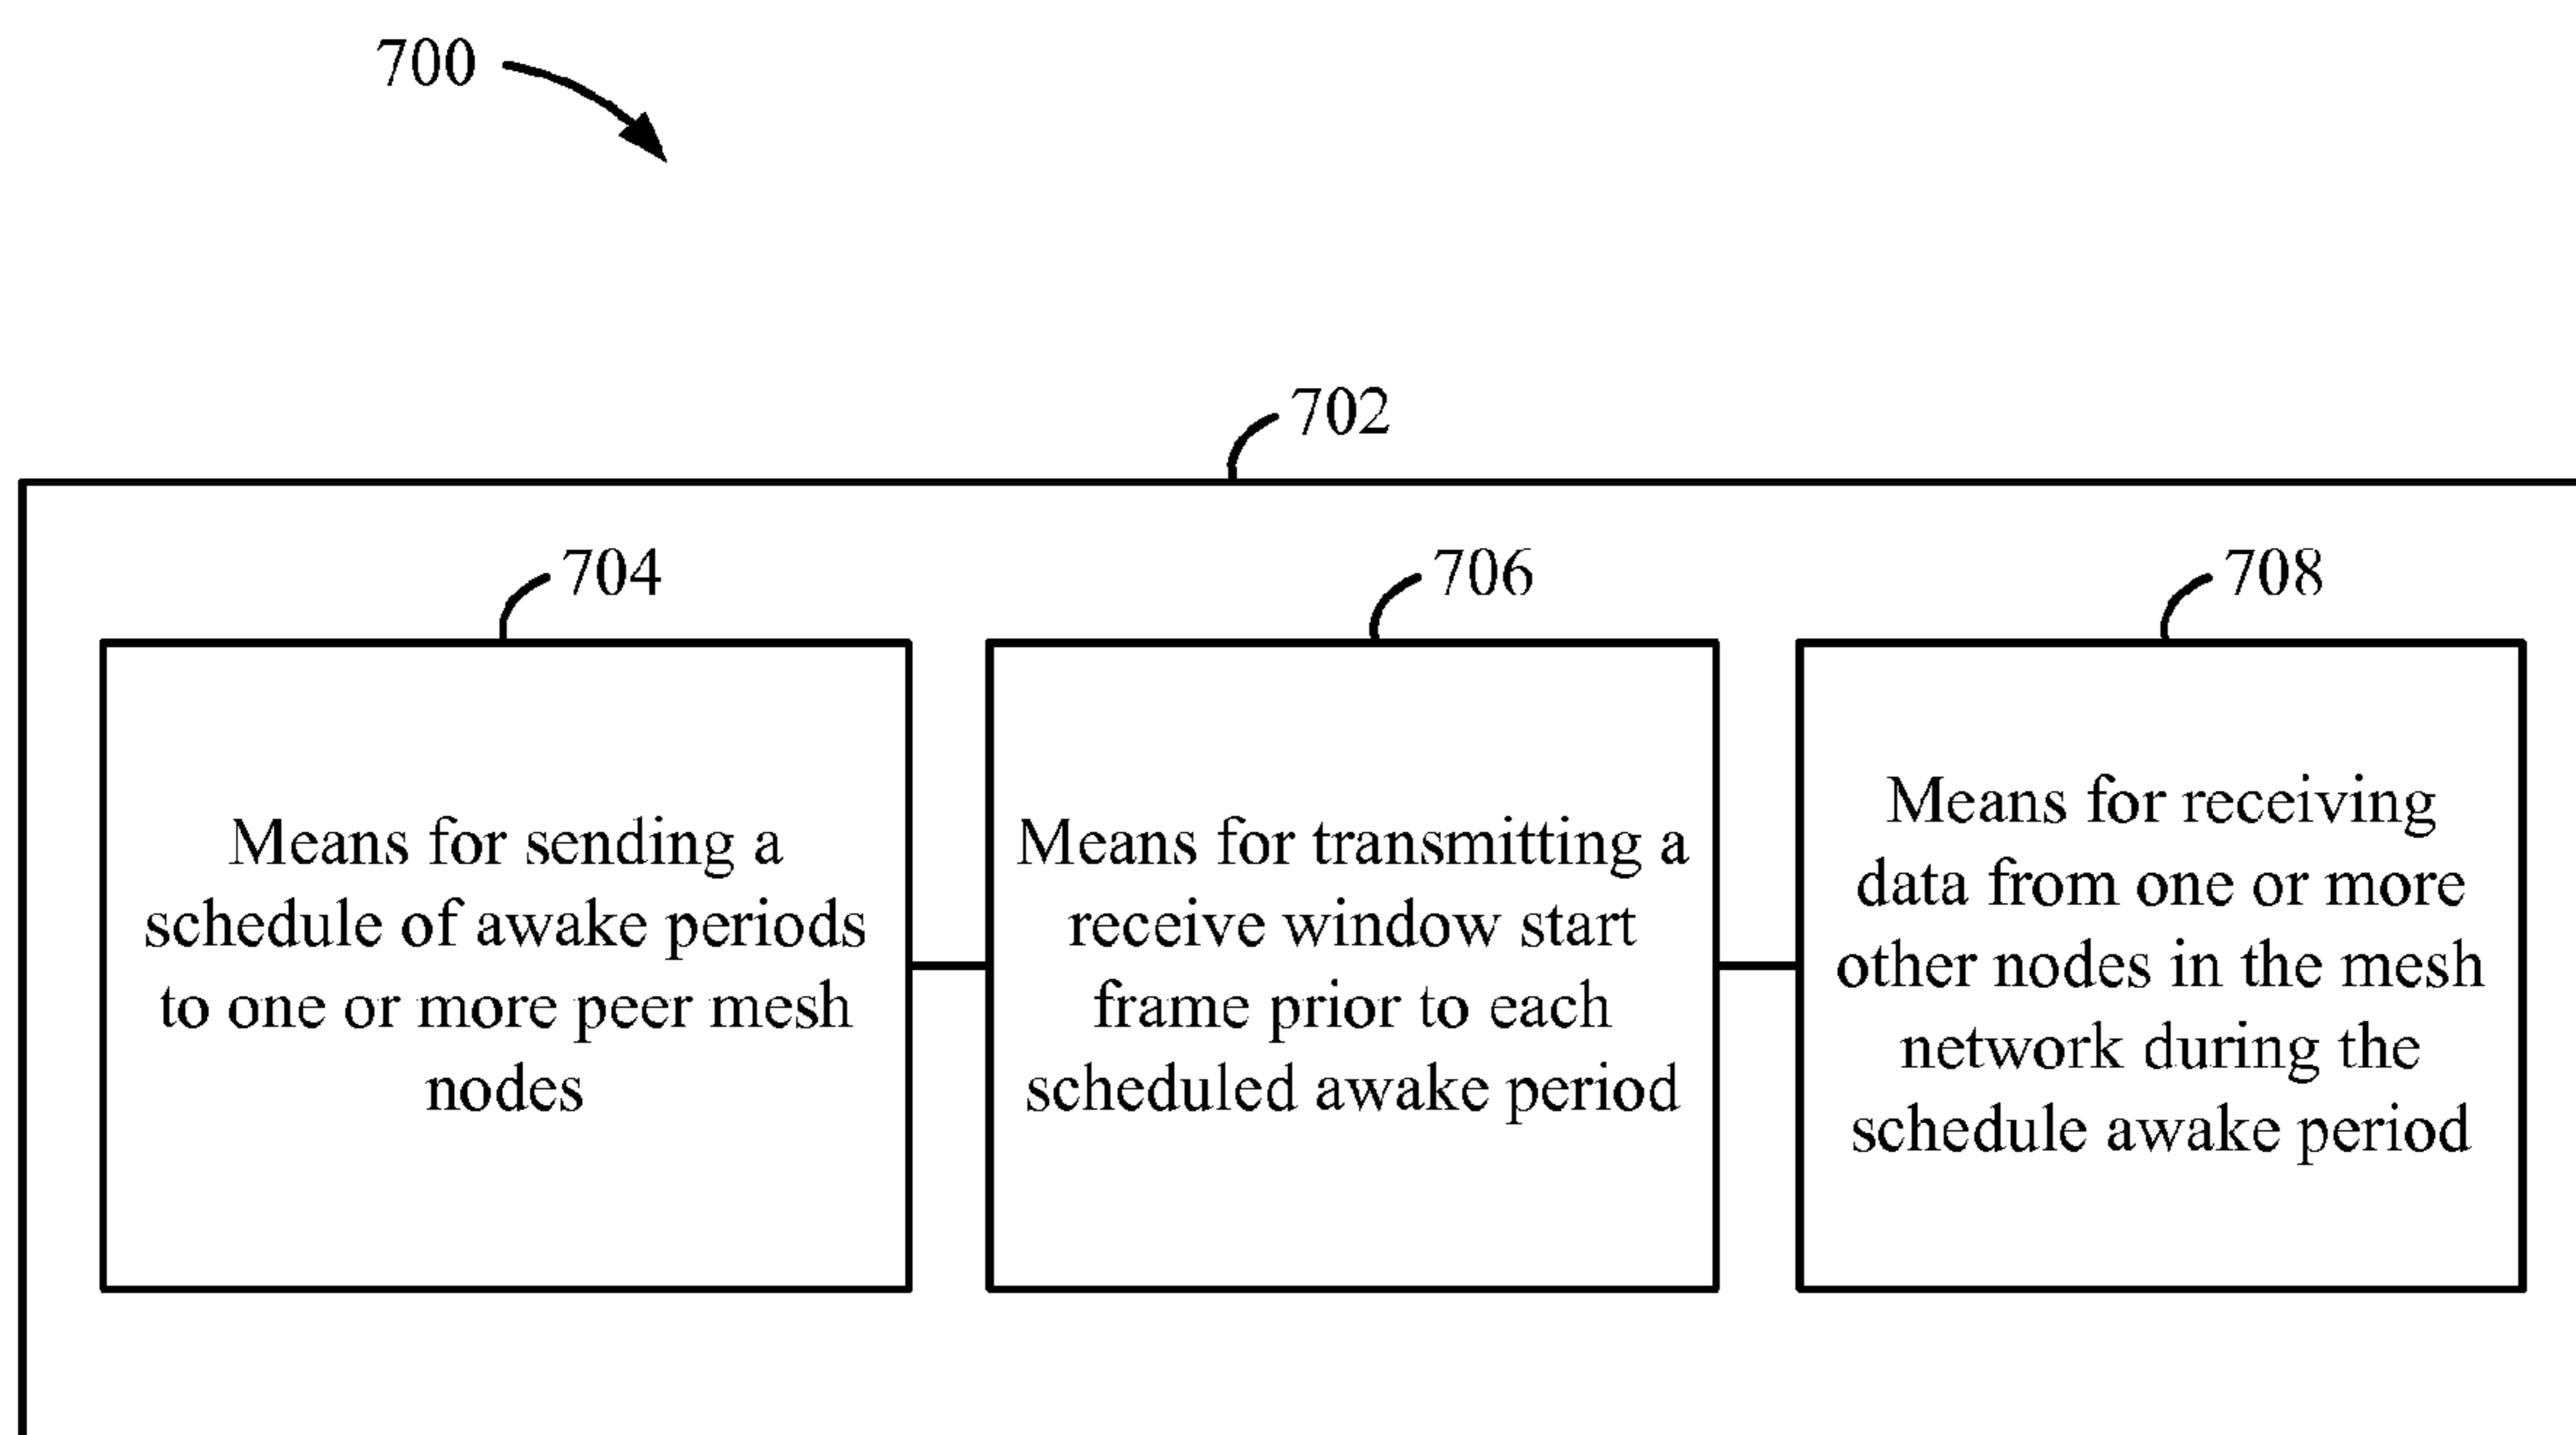 700
702
704
706
708
Means for sending a
schedule of awake periods
to one or more peer mesh
nodes
Means for transmitting a
receive window start
frame prior to each
scheduled awake period
Means for receiving
data from one or more
other nodes in the mesh
network during the
schedule awake period